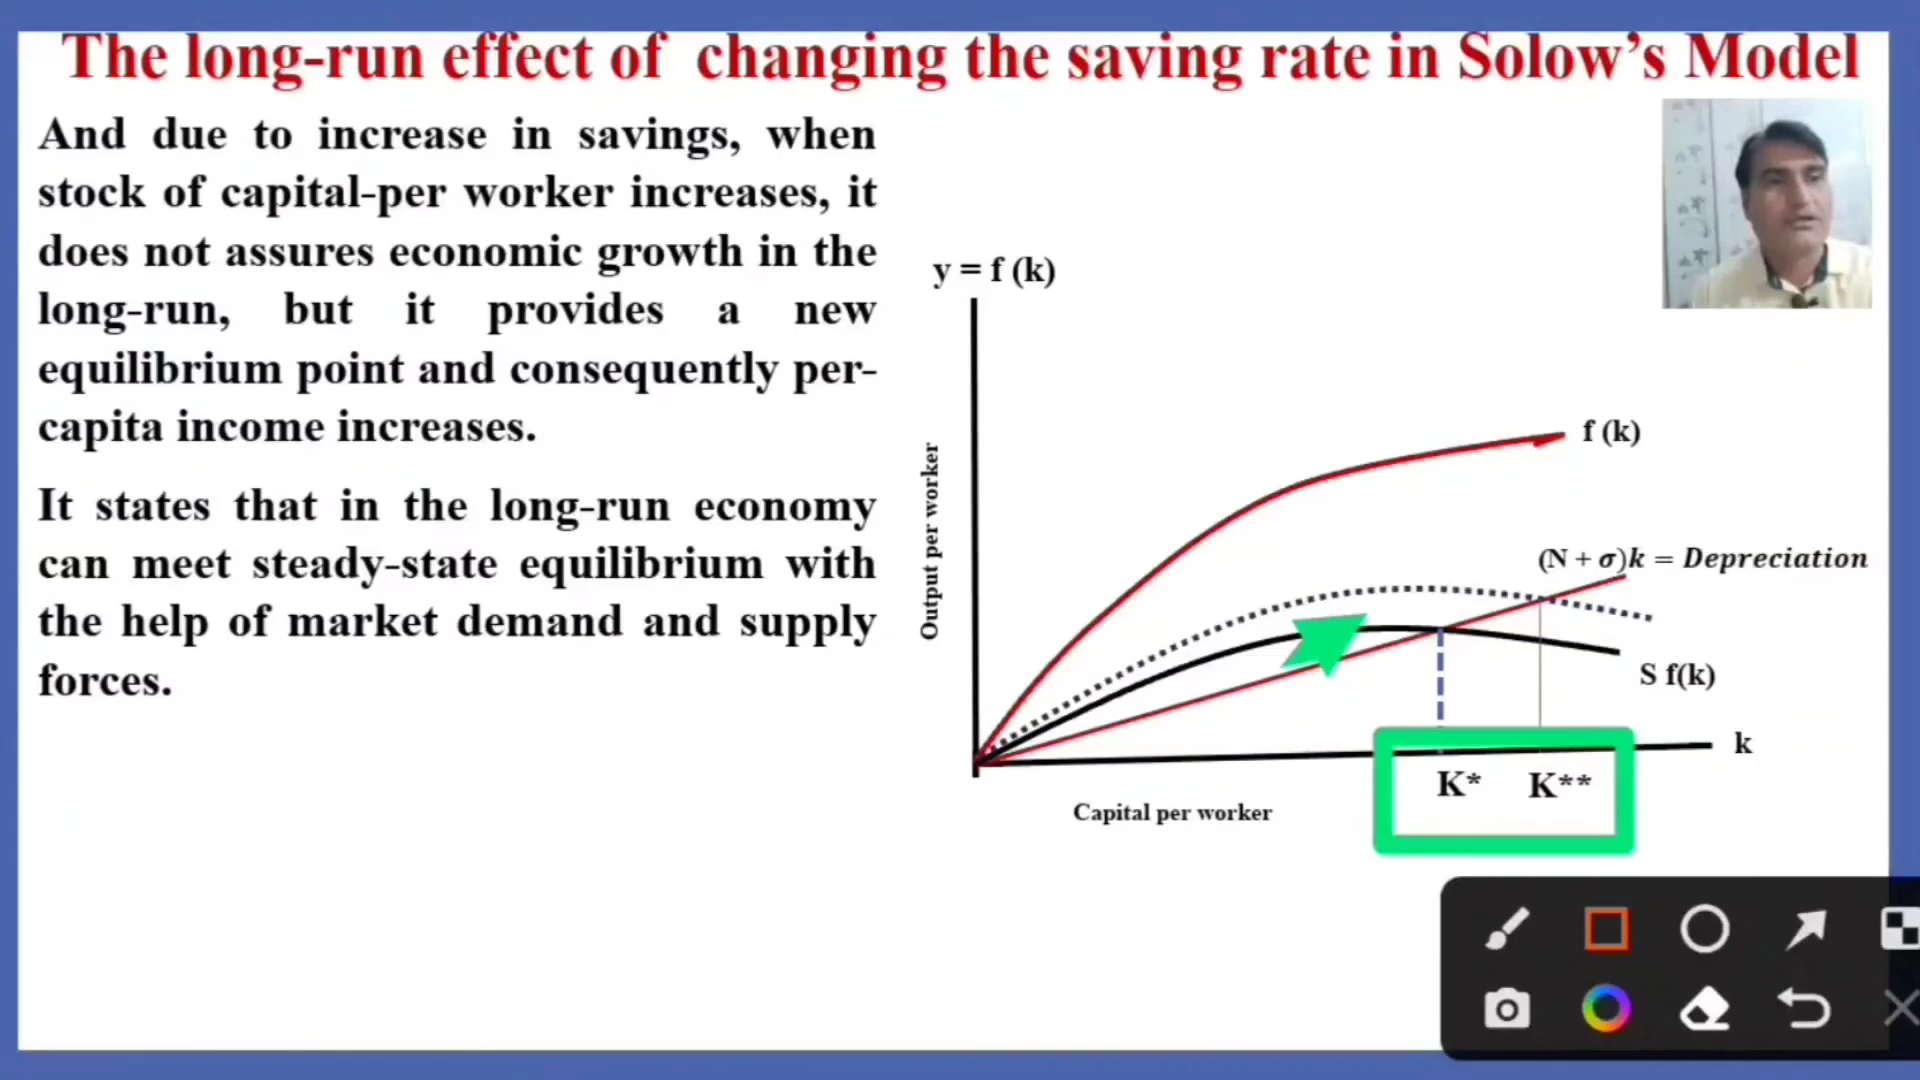 The long-run effect of changing the saving rate in Solow's Model
And due to increase in savings, when
stock of capital-per worker increases, it
does not assures economic growth in the
long-run, but it provides a new
equilibrium point and consequently per-
capita income increases.
It states that in the long-run economy
can meet steady-state equilibrium with
the help of market demand and supply
forces.
y = f (k)
Output per worker
f (k)
(N + σ)k = Depreciation
S f(k)
k
K* K**
Capital per worker